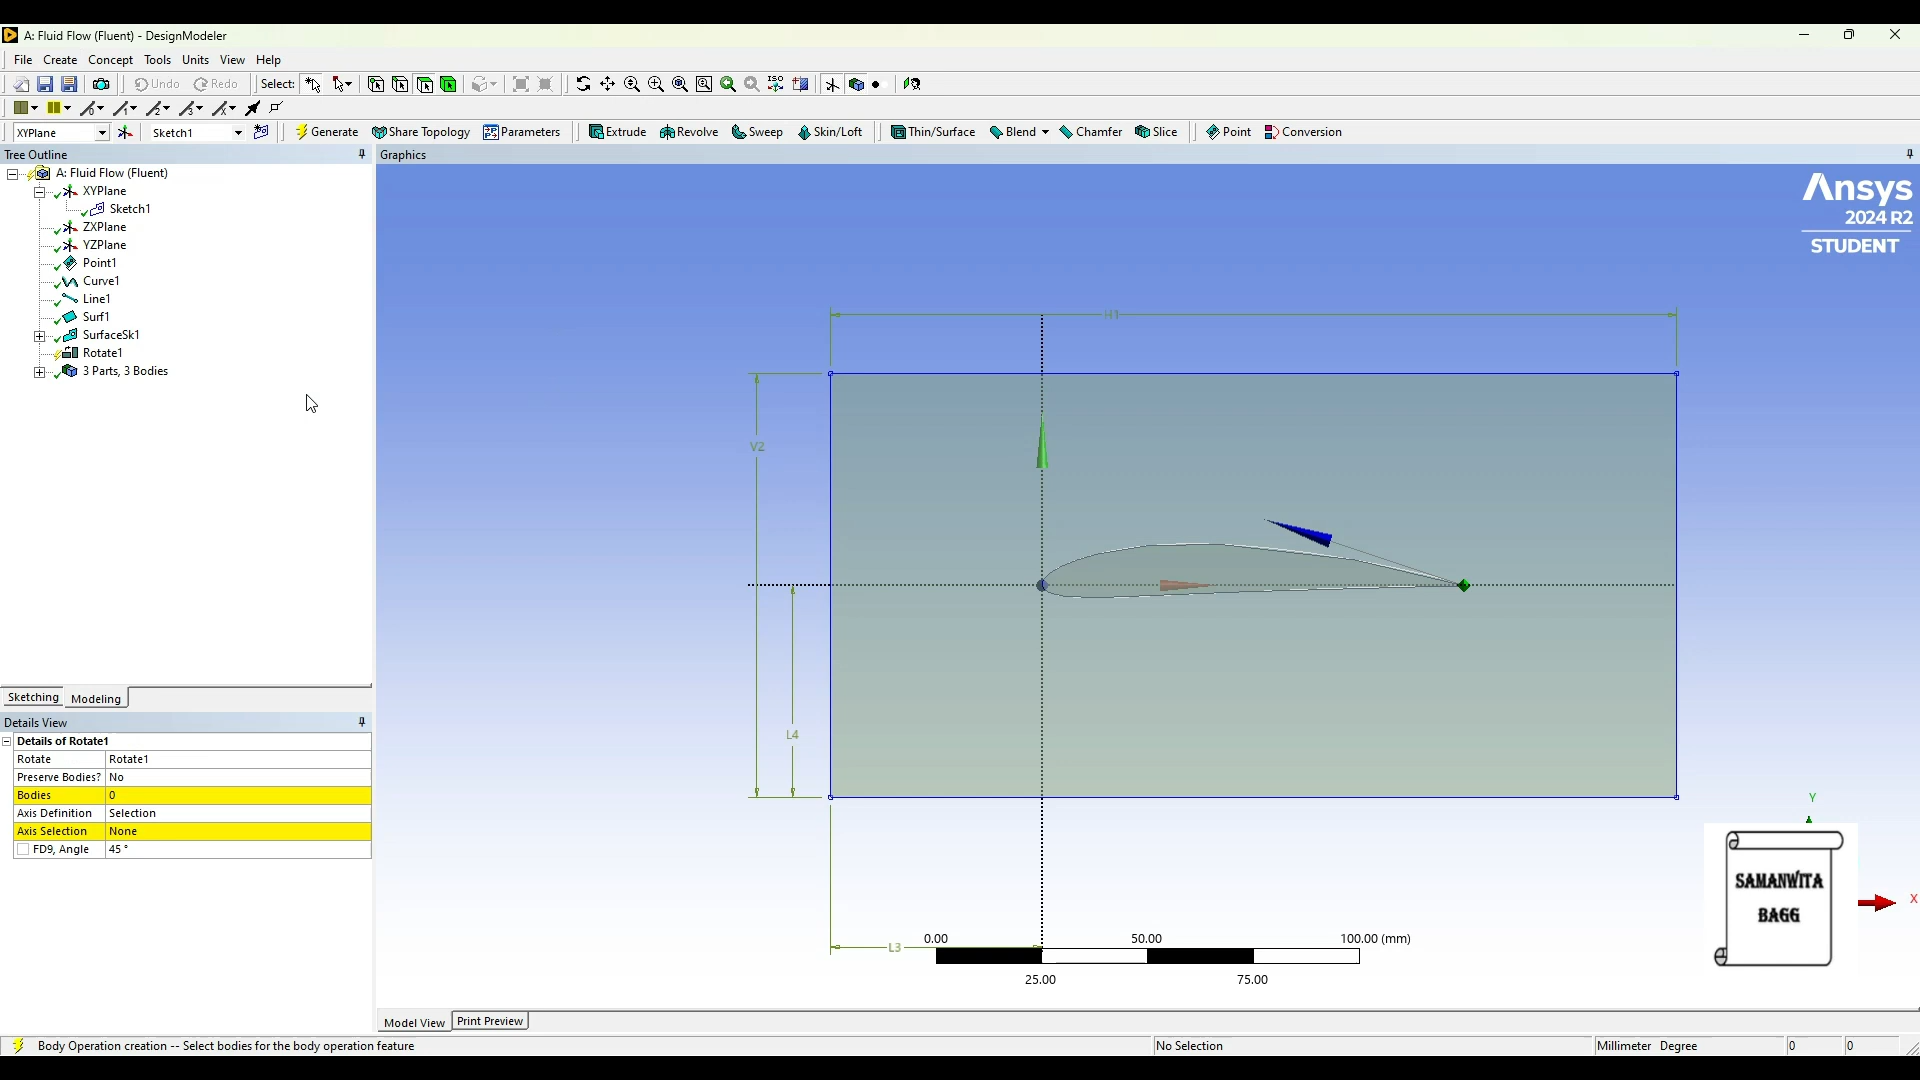 A: Fluid Flow (Fluent) - DesignModeler
File Create Concept Tools Units View Help
Undo Redo Select: ISO
XYPlane Sketch1 Generate Share Topology Parameters Extrude Revolve Sweep Skin/Loft Thin/Surface Blend Chamfer Slice Point Conversion
Tree Outline
Graphics
A: Fluid Flow (Fluent)
XYPlane
Sketch1
ZXPlane
YZPlane
Point1
Curve1
Line1
Surf1
SurfaceSk1
Rotate1
3 Parts, 3 Bodies
Ansys
2024 R2
STUDENT
H1
V2
L4
L3
0.00 50.00 100.00 (mm)
25.00 75.00
Y
X
SAMANWITA
BAGG
Sketching Modeling
Details View
Details of Rotate1
Rotate Rotate1
Preserve Bodies? No
Bodies 0
Axis Definition Selection
Axis Selection None
FD9, Angle 45 °
Model View Print Preview
Body Operation creation -- Select bodies for the body operation feature
No Selection
Millimeter Degree 0 0